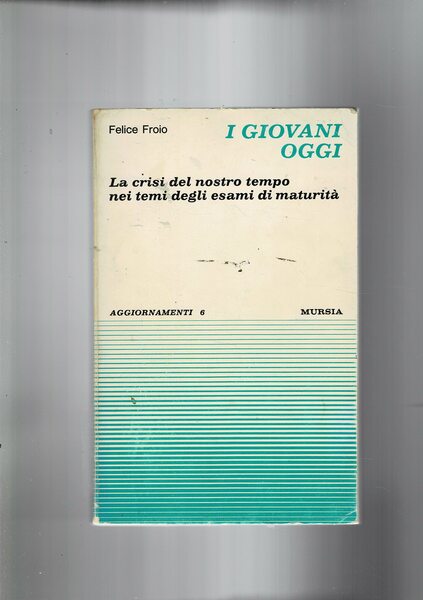 Felice Froio
I GIOVANI
OGGI
La crisi del nostro tempo
nei temi degli esami di maturità
AGGIORNAMENTI 6
MURSIA